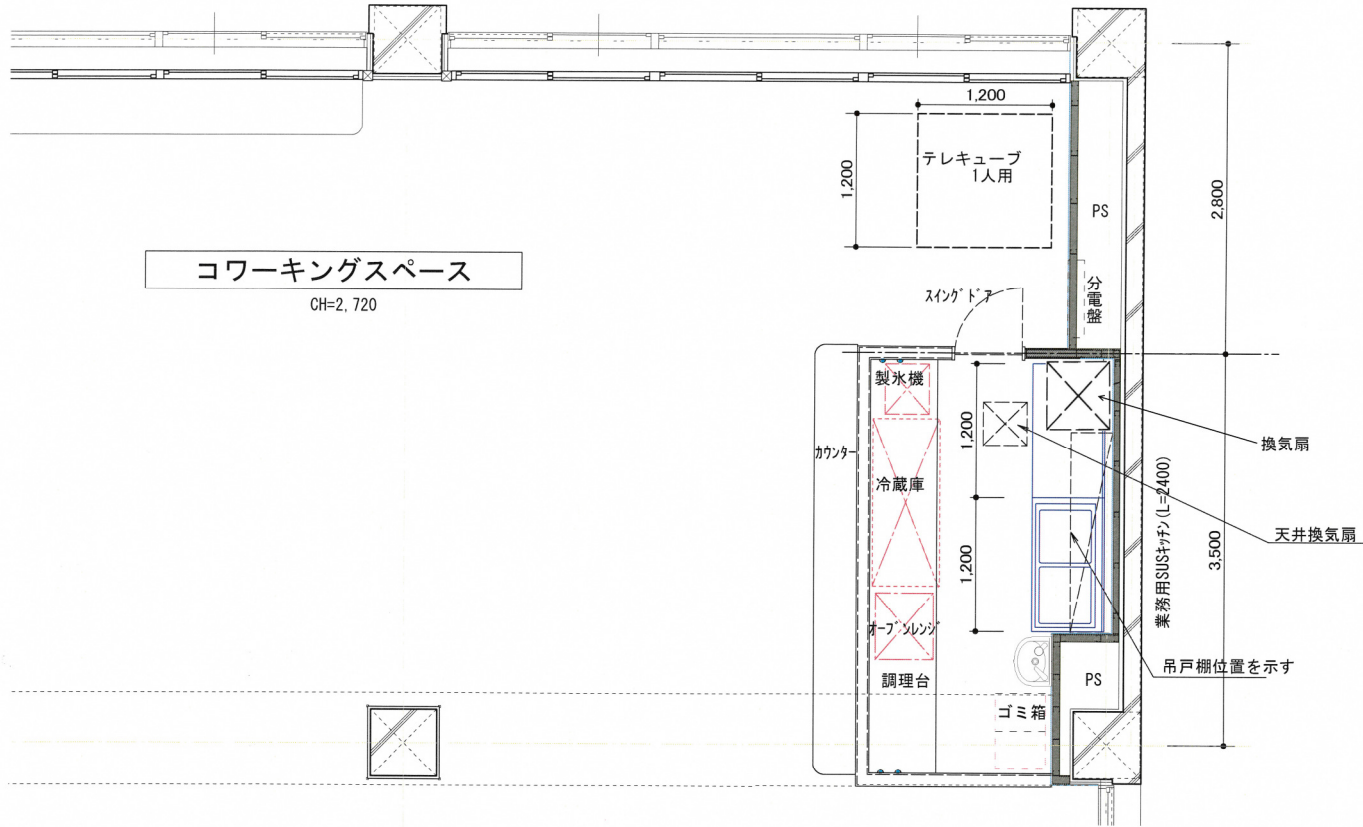 1,200
1,200
テレキューブ
1人用
2,800
PS
コワーキングスペース
CH=2,720
分電盤
スイングドア
製氷機
1,200
カウンター
冷蔵庫
換気扇
業務用SUSキッチン(L=2400)
天井換気扇
3,500
1,200
オーブンレンジ
吊戸棚位置を示す
調理台
PS
ゴミ箱